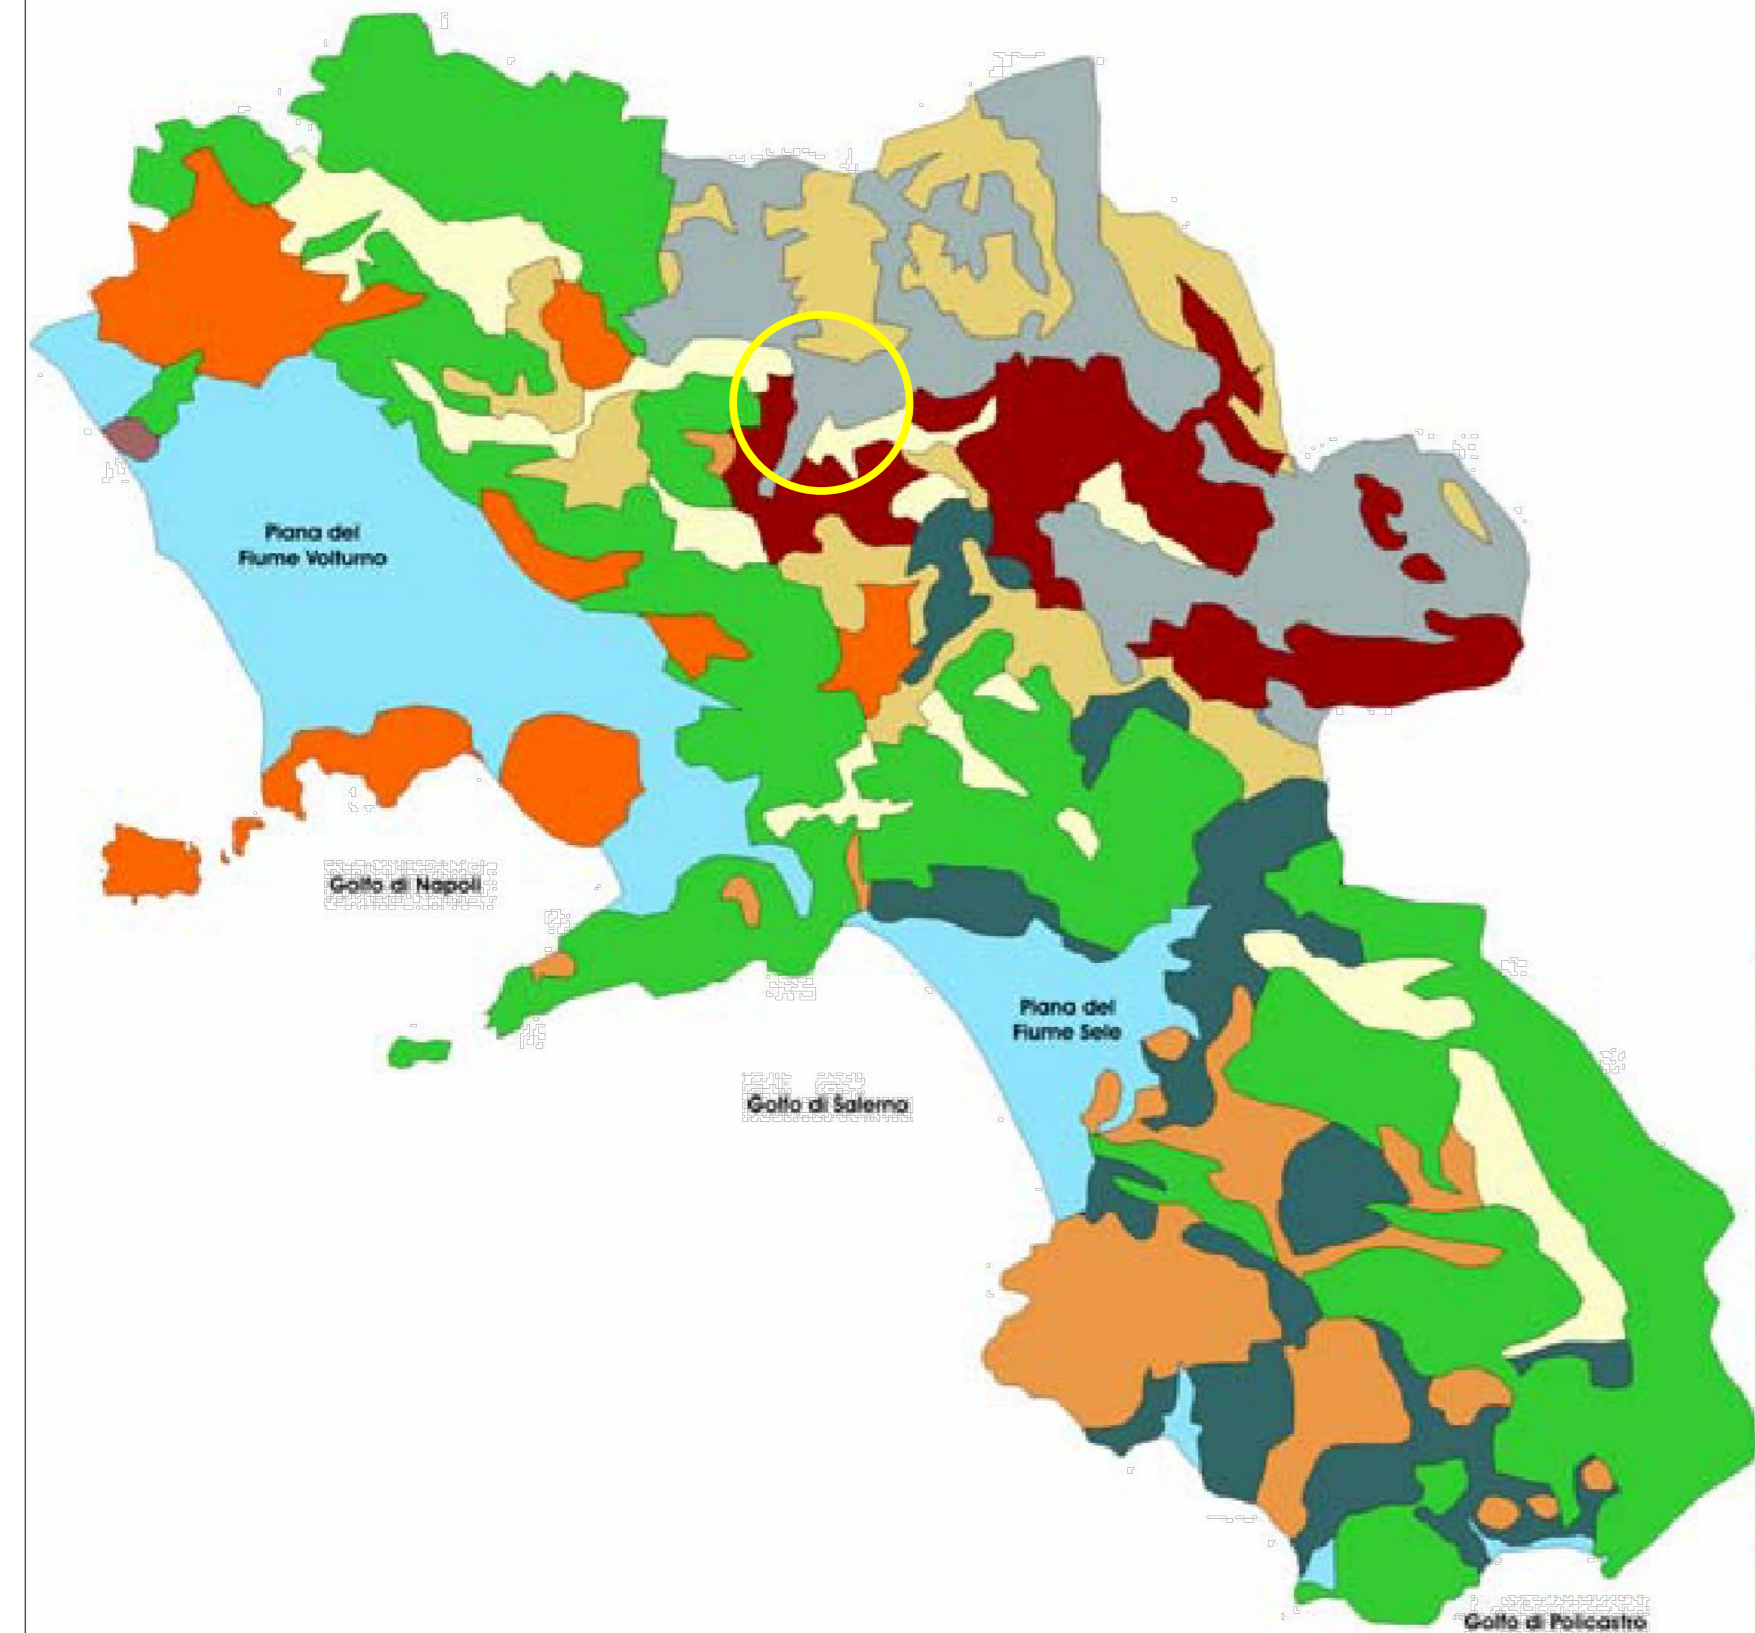 Piana del
Fiume Volturno
Golfo di Napoli
Piana del
Fiume Sele
Golfo di Salerno
Golfo di Policastro